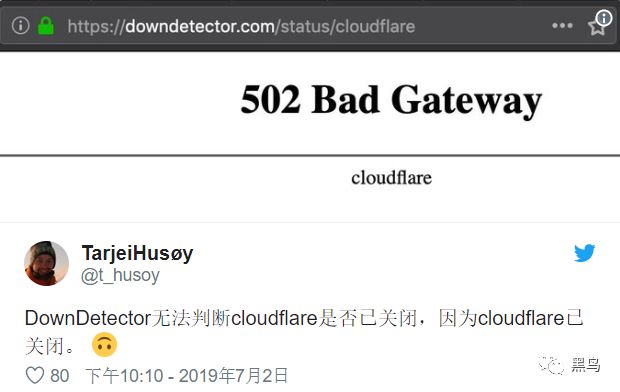 https://downdetector.com/status/cloudflare
502 Bad Gateway
cloudflare
TarjeiHusøy
@t_husoy
DownDetector无法判断cloudflare是否已关闭，因为cloudflare已
关闭。 🙃
80 下午10:10 - 2019年7月2日
黑鸟